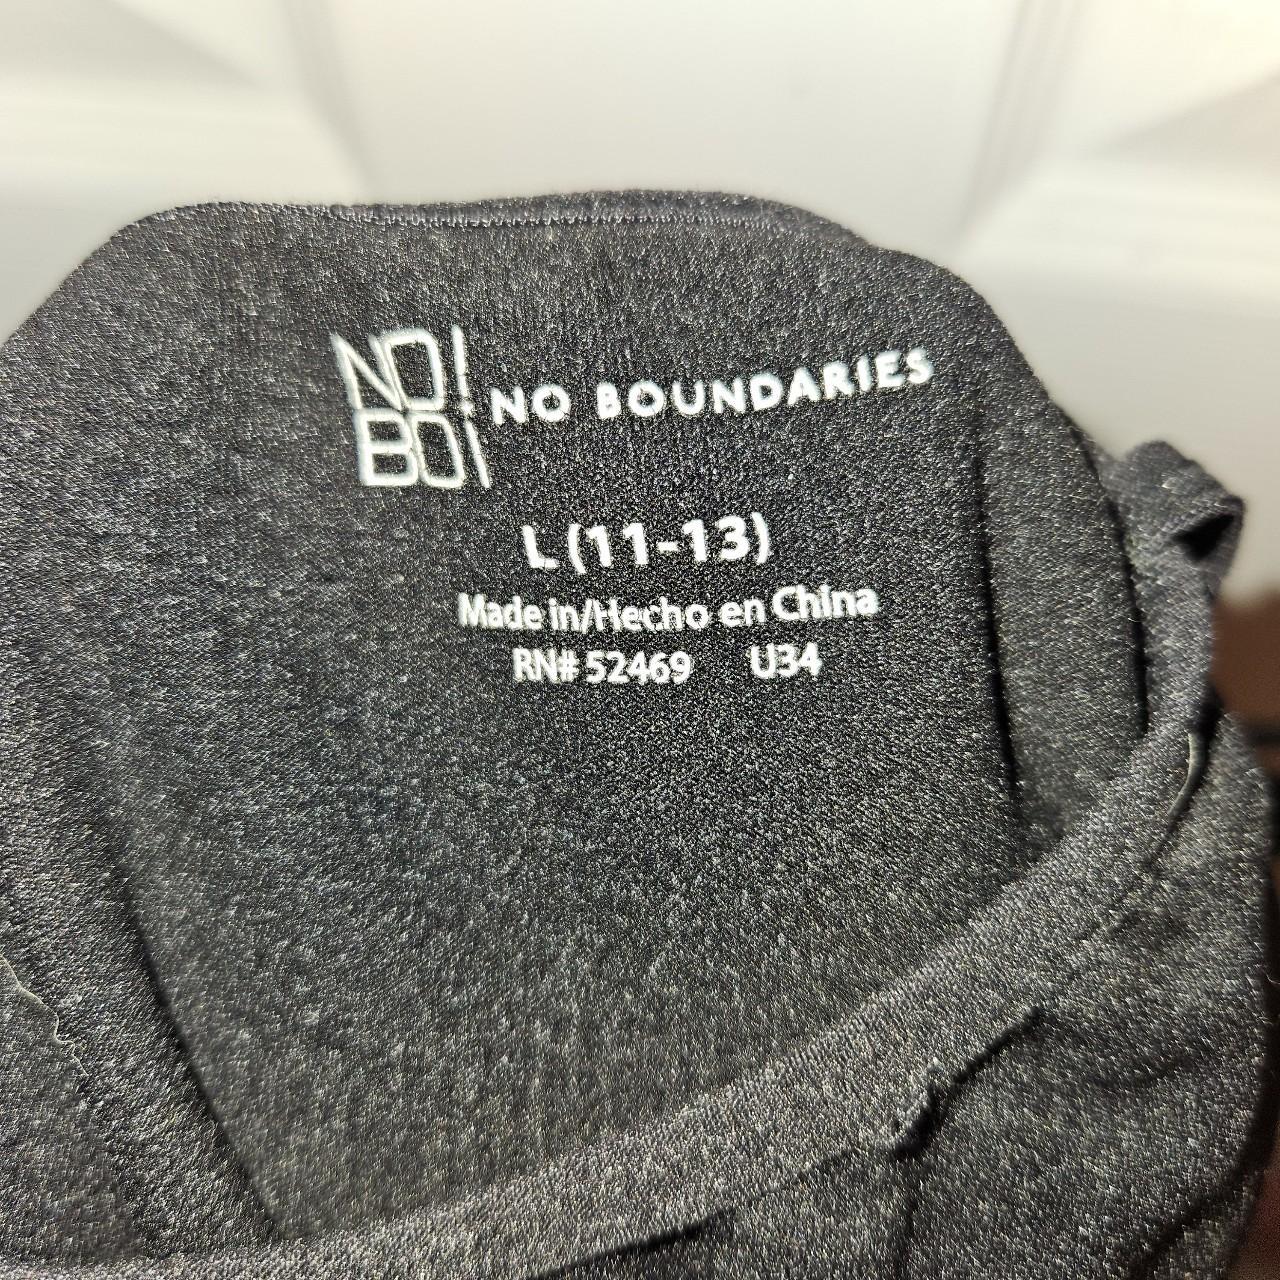 NO!
BO!
NO BOUNDARIES
L (11-13)
Made in/Hecho en China
RN# 52469 U34